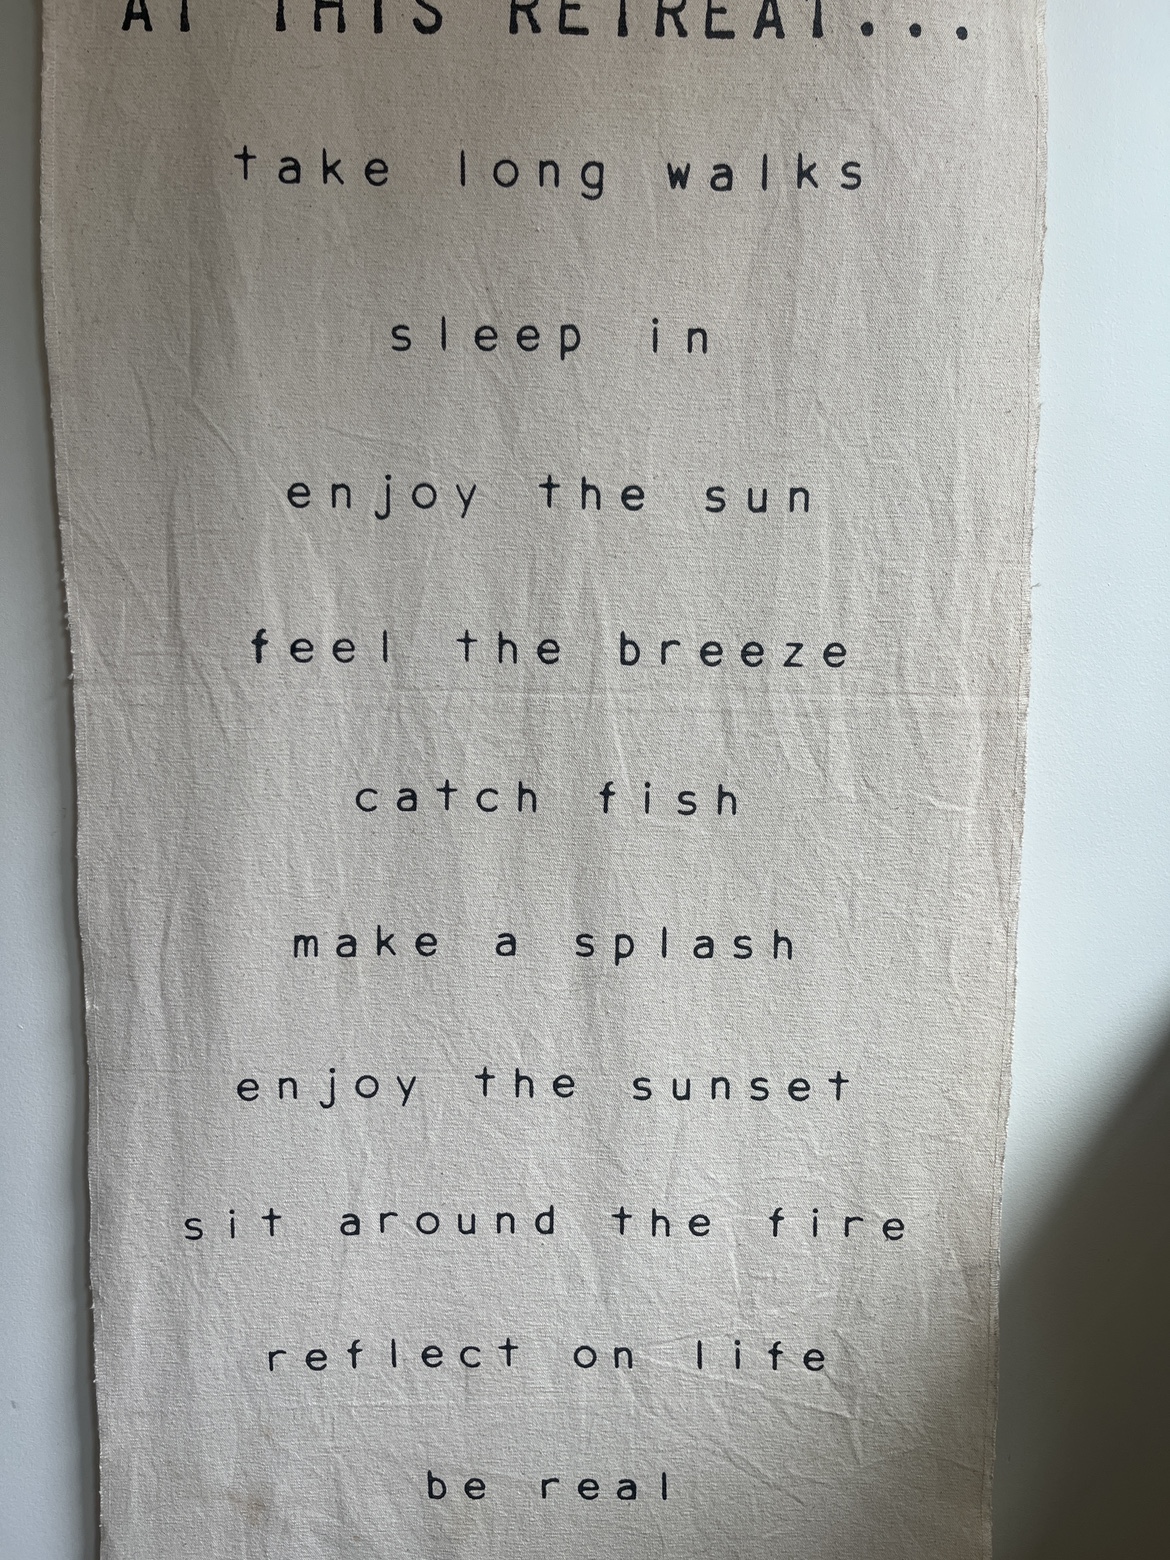 AT THIS RETREAT...
take long walks
sleep in
enjoy the sun
feel the breeze
catch fish
make a splash
enjoy the sunset
sit around the fire
reflect on life
be real